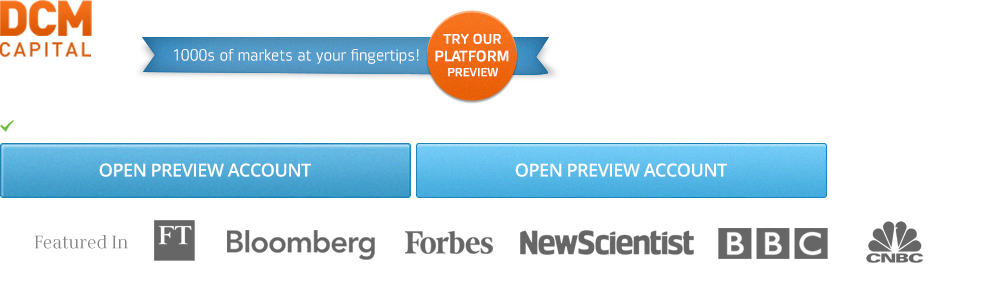 DCM
CAPITAL
1000s of markets at your fingertips!
TRY OUR
PLATFORM
PREVIEW
OPEN PREVIEW ACCOUNT
OPEN PREVIEW ACCOUNT
Featured In FT Bloomberg Forbes NewScientist BBC CNBC